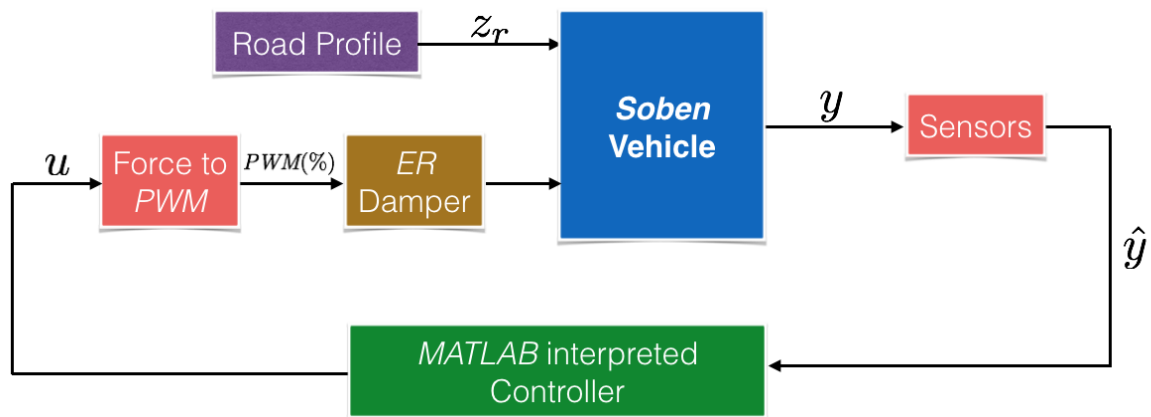 Road Profile
z_r
Soben
Vehicle
y
Sensors
u
Force to
PWM
PWM(%)
ER
Damper
ŷ
MATLAB interpreted
Controller